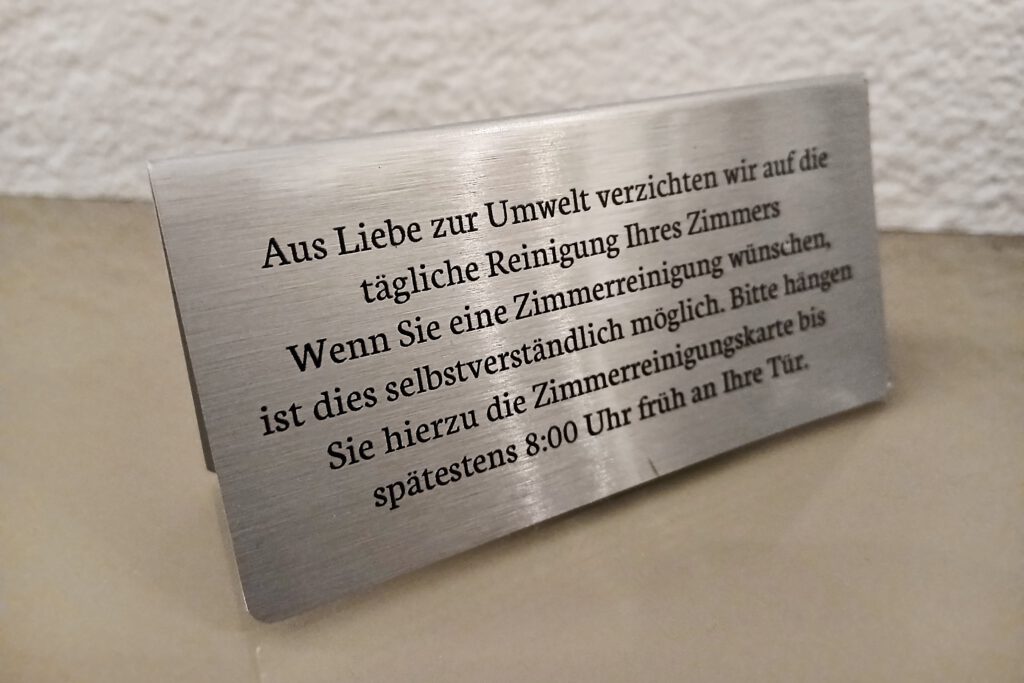 Aus Liebe zur Umwelt verzichten wir auf die
tägliche Reinigung Ihres Zimmers
Wenn Sie eine Zimmerreinigung wünschen,
ist dies selbstverständlich möglich. Bitte hängen
Sie hierzu die Zimmerreinigungskarte bis
spätestens 8:00 Uhr früh an Ihre Tür.